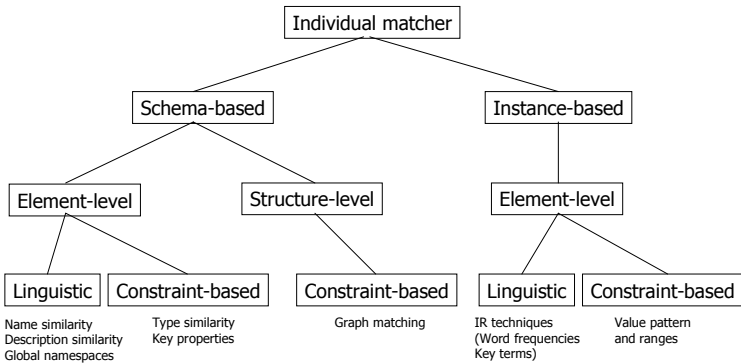 Individual matcher
Schema-based
Instance-based
Element-level
Structure-level
Element-level
Linguistic
Constraint-based
Constraint-based
Linguistic
Constraint-based
Name similarity
Description similarity
Global namespaces
Type similarity
Key properties
Graph matching
IR techniques
(Word frequencies
Key terms)
Value pattern
and ranges